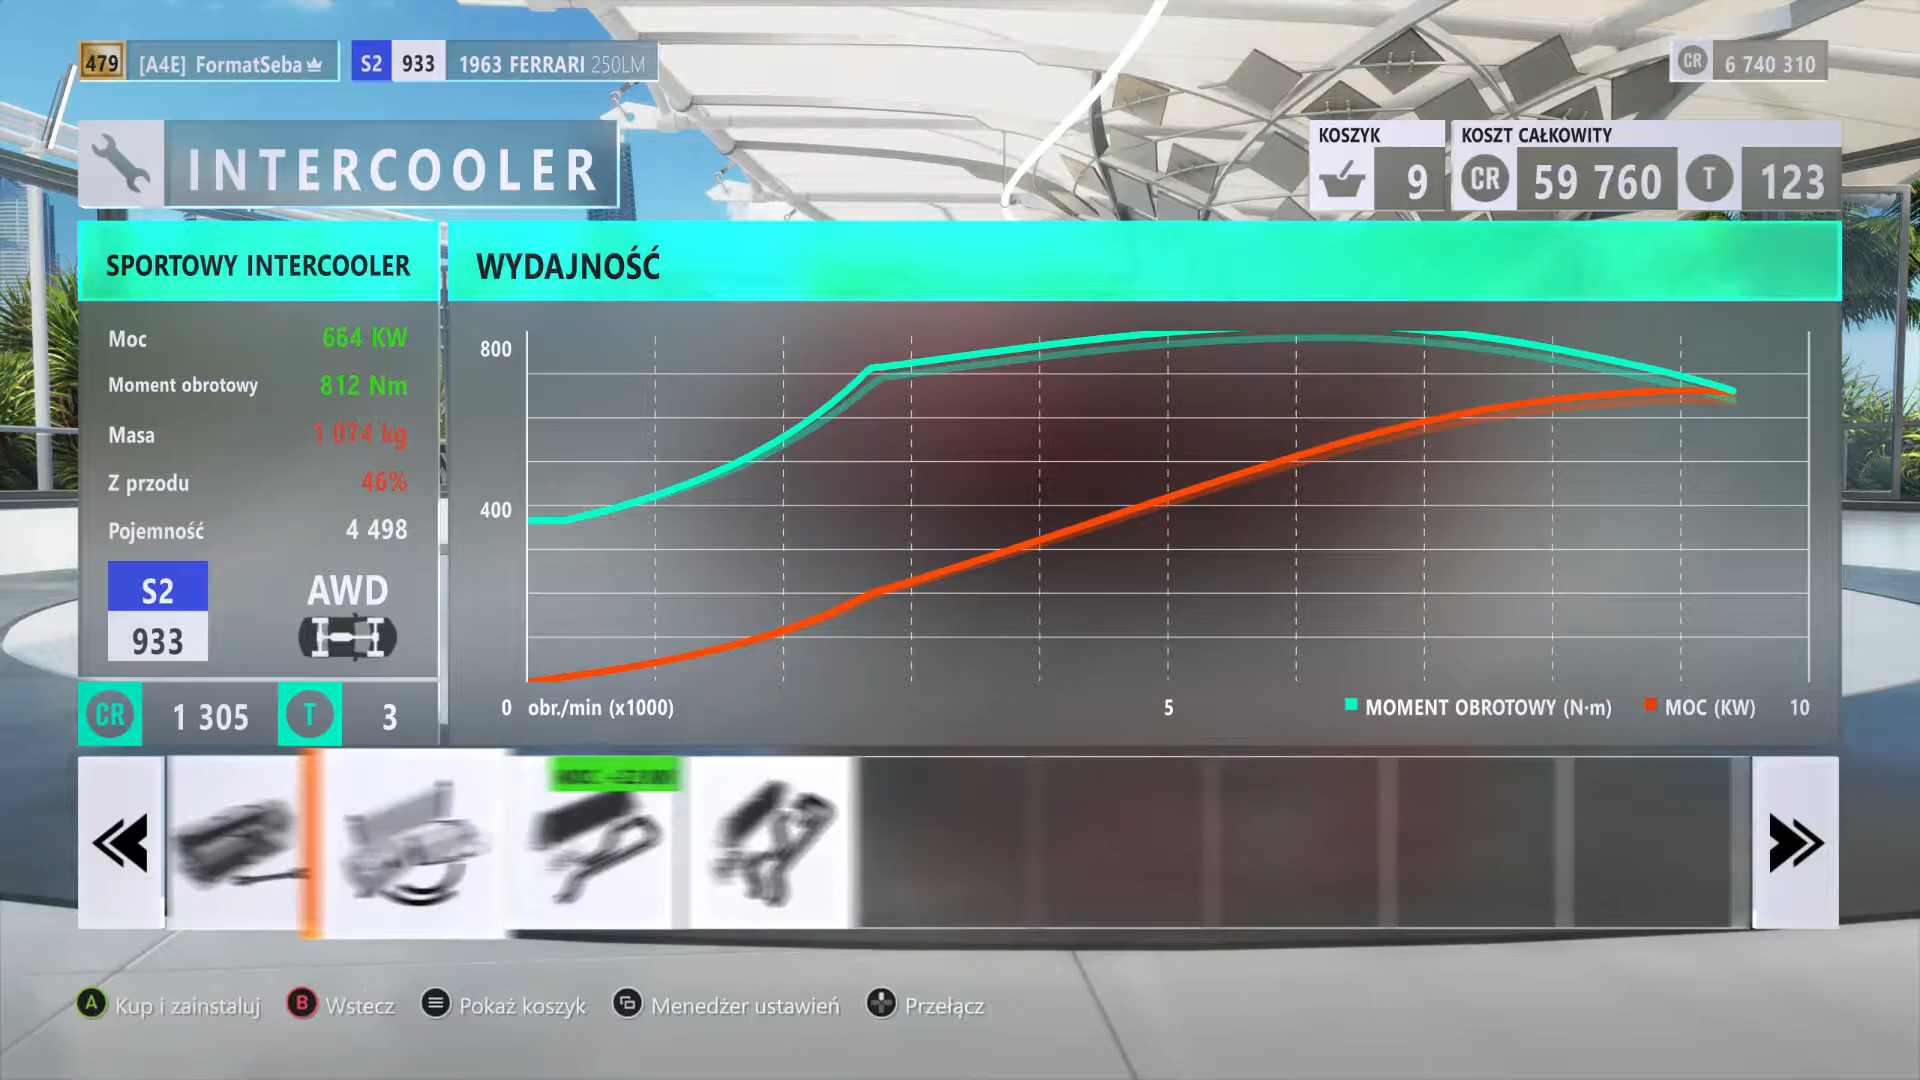 479 [A4E] FormatSeba S2 933 1963 FERRARI 250LM
CR 6 740 310
INTERCOOLER
KOSZYK
9
KOSZT CAŁKOWITY
CR 59 760 T 123
SPORTOWY INTERCOOLER
Moc 664 KW
Moment obrotowy 812 Nm
Masa 1 074 kg
Z przodu 46%
Pojemność 4 498
S2
933
AWD
CR 1 305 T 3
WYDAJNOŚĆ
800
400
0 obr./min (x1000) 5 MOMENT OBROTOWY (N·m) MOC (KW) 10
A Kup i zainstaluj B Wstecz Pokaż koszyk Menedżer ustawień Przełącz